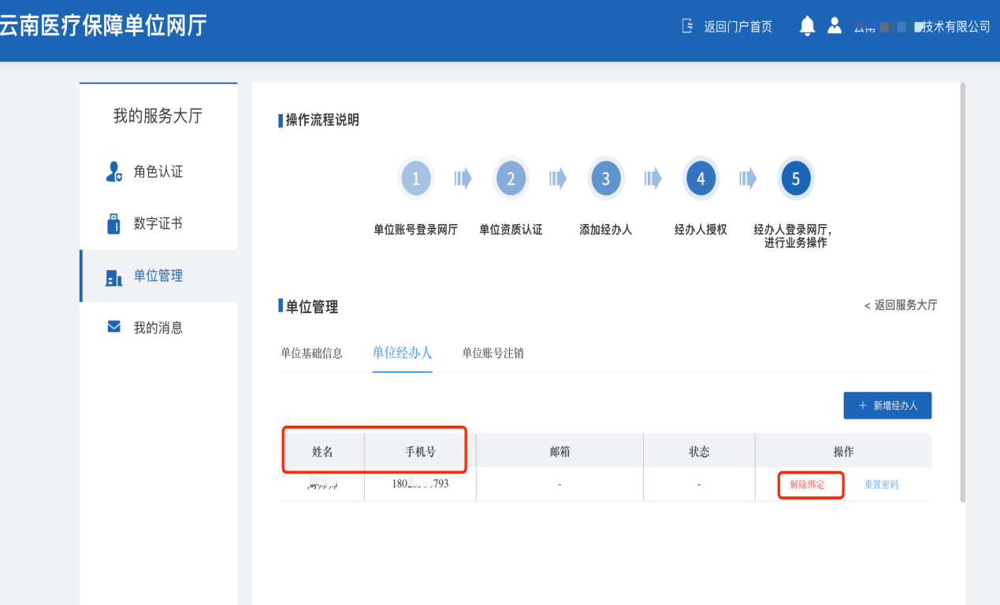 云南医疗保障单位网厅
返回门户首页
云南 技术有限公司
我的服务大厅
角色认证
数字证书
单位管理
我的消息
操作流程说明
1 2 3 4 5
单位账号登录网厅 单位资质认证 添加经办人 经办人授权 经办人登录网厅,
进行业务操作
单位管理
< 返回服务大厅
单位基础信息 单位经办人 单位账号注销
+ 新增经办人
姓名 手机号 邮箱 状态 操作
180 793 - - 解除绑定 重置密码